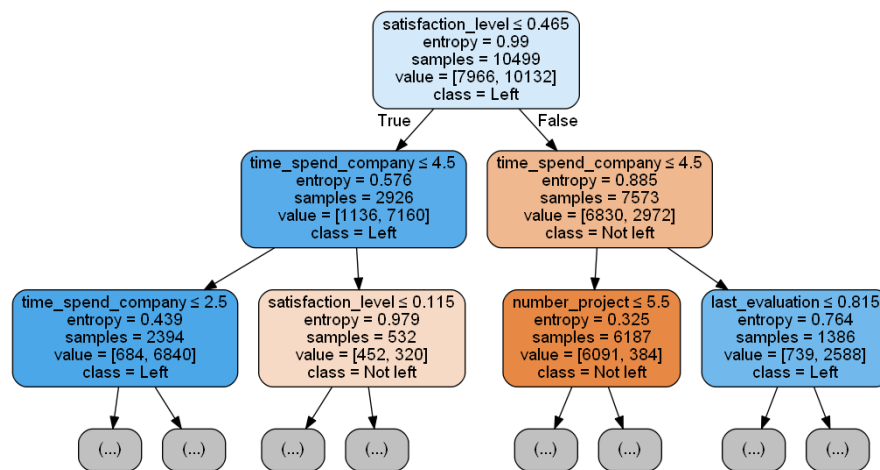 satisfaction_level ≤ 0.465
entropy = 0.99
samples = 10499
value = [7966, 10132]
class = Left
True
False
time_spend_company ≤ 4.5
entropy = 0.576
samples = 2926
value = [1136, 7160]
class = Left
time_spend_company ≤ 4.5
entropy = 0.885
samples = 7573
value = [6830, 2972]
class = Not left
time_spend_company ≤ 2.5
entropy = 0.439
samples = 2394
value = [684, 6840]
class = Left
satisfaction_level ≤ 0.115
entropy = 0.979
samples = 532
value = [452, 320]
class = Not left
number_project ≤ 5.5
entropy = 0.325
samples = 6187
value = [6091, 384]
class = Not left
last_evaluation ≤ 0.815
entropy = 0.764
samples = 1386
value = [739, 2588]
class = Left
(...)
(...)
(...)
(...)
(...)
(...)
(...)
(...)